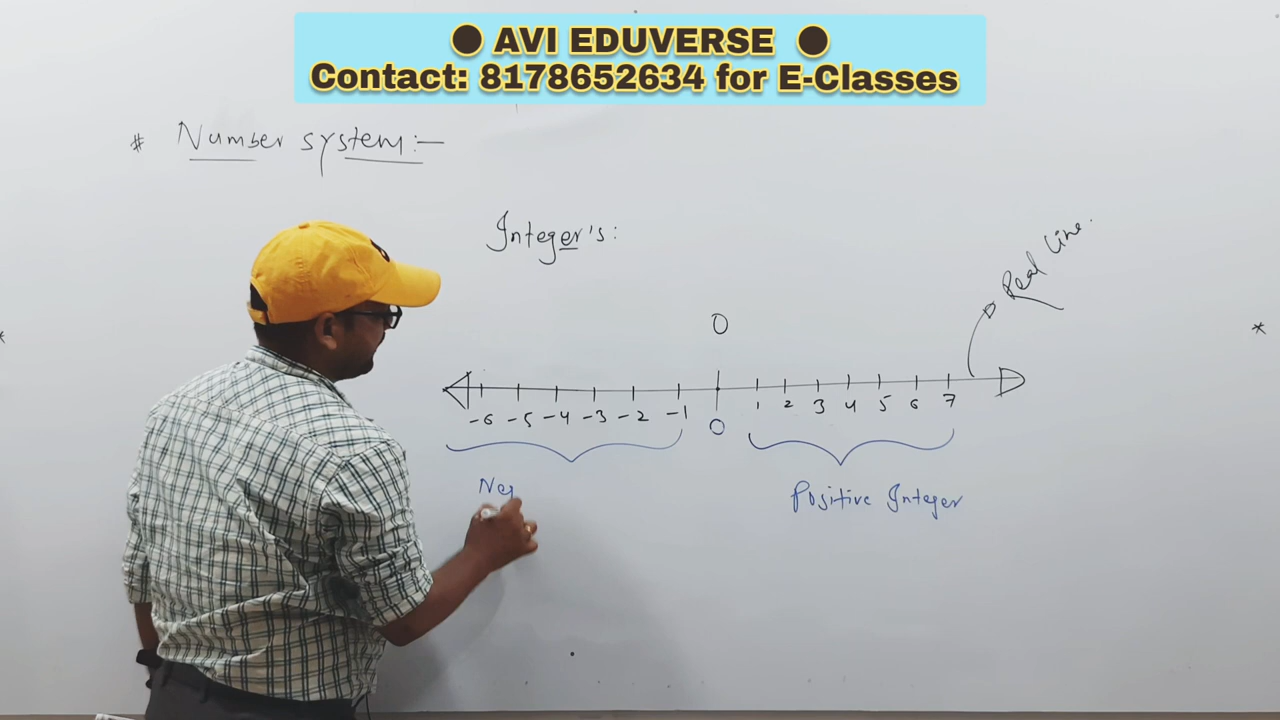 ● AVI EDUVERSE ●
Contact: 8178652634 for E-Classes
# Number system:-
Integer's:
Real Line.
0
-6 -5 -4 -3 -2 -1 0 1 2 3 4 5 6 7
Neg
Positive Integer